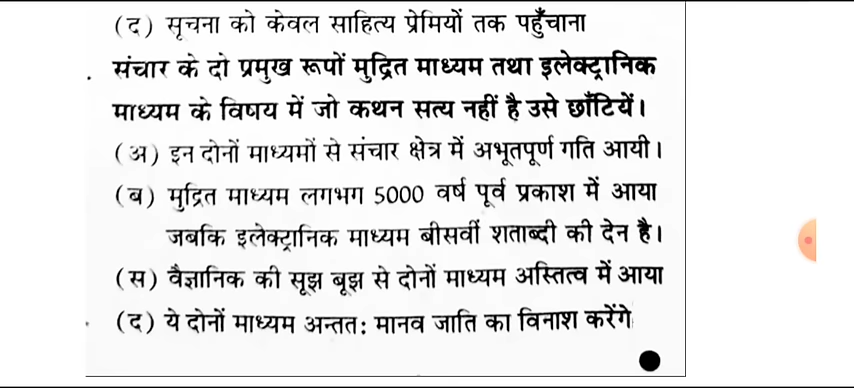 (द) सूचना को केवल साहित्य प्रेमियों तक पहुँचाना
. संचार के दो प्रमुख रूपों मुद्रित माध्यम तथा इलेक्ट्रानिक
माध्यम के विषय में जो कथन सत्य नहीं है उसे छाँटियें।
(अ) इन दोनों माध्यमों से संचार क्षेत्र में अभूतपूर्ण गति आयी।
(ब) मुद्रित माध्यम लगभग 5000 वर्ष पूर्व प्रकाश में आया
जबकि इलेक्ट्रानिक माध्यम बीसवीं शताब्दी की देन है।
(स) वैज्ञानिक की सूझ बूझ से दोनों माध्यम अस्तित्व में आया
(द) ये दोनों माध्यम अन्ततः मानव जाति का विनाश करेंगे